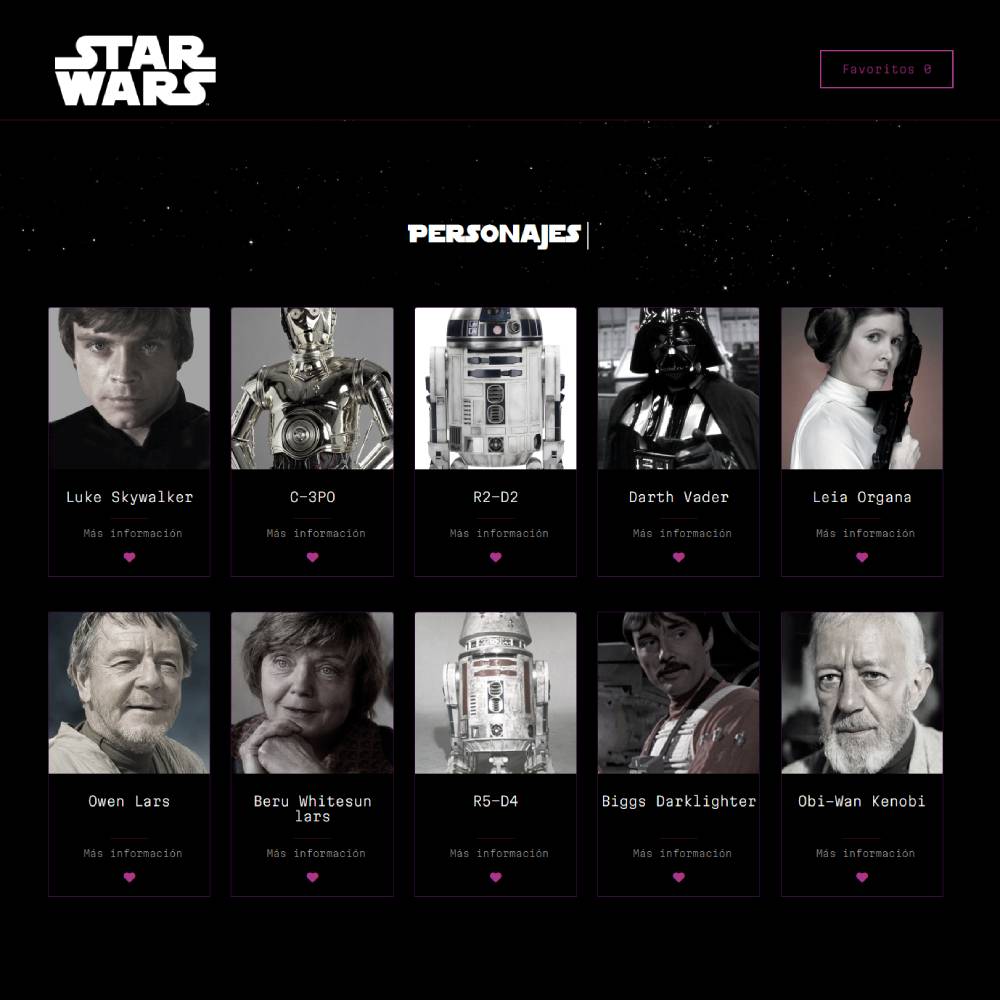 STAR
WARS
Favoritos 0
PERSONAJES
Luke Skywalker
Más información
C-3PO
Más información
R2-D2
Más información
Darth Vader
Más información
Leia Organa
Más información
Owen Lars
Más información
Beru Whitesun
lars
Más información
R5-D4
Más información
Biggs Darklighter
Más información
Obi-Wan Kenobi
Más información